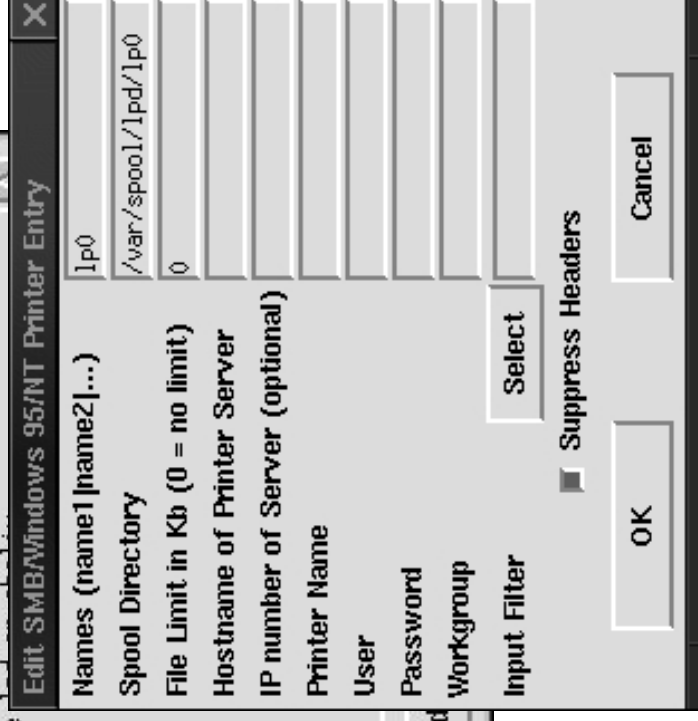 Edit SMB/Windows 95/NT Printer Entry
Names (name1|name2|...) lp0
Spool Directory /var/spool/lpd/lp0
File Limit in Kb (0 = no limit) 0
Hostname of Printer Server
IP number of Server (optional)
Printer Name
User
Password
Workgroup
Input Filter Select
Suppress Headers
OK Cancel